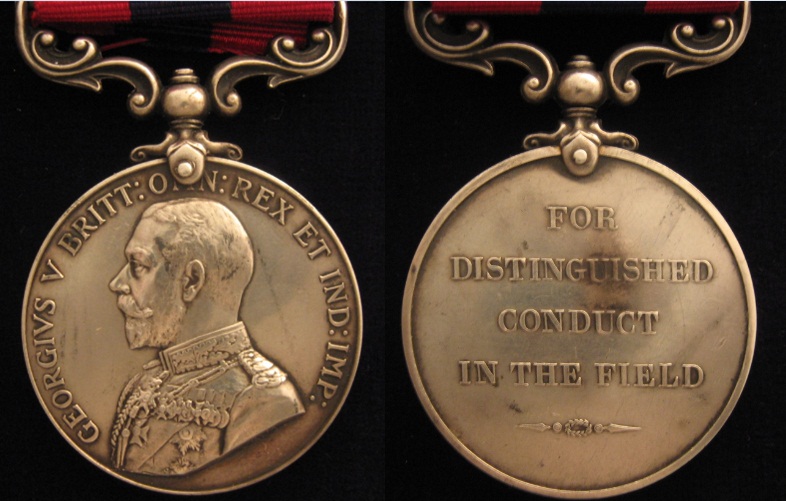 GEORGIVS V BRITT: OMN: REX ET IND: IMP:
FOR
DISTINGUISHED
CONDUCT
IN THE FIELD